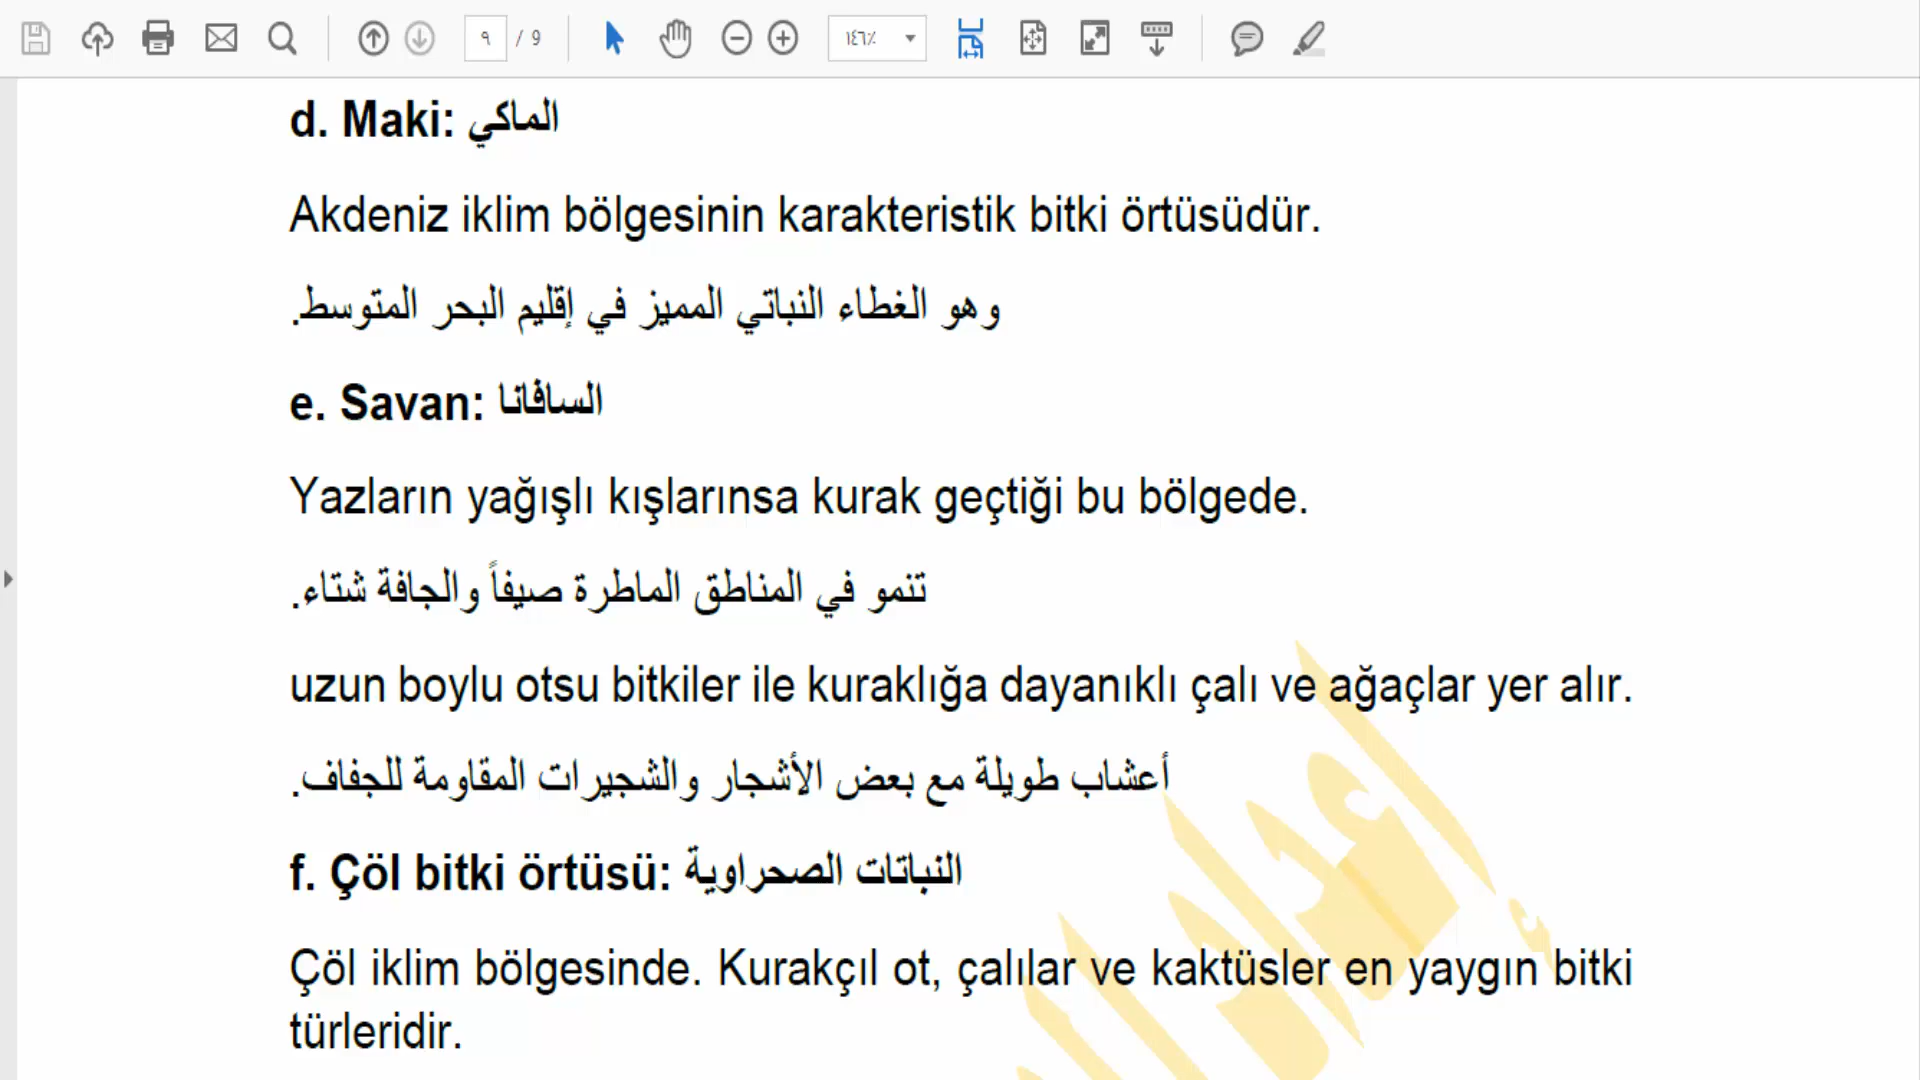 ٩ / 9
١٤٦٪
d. Maki: الماكي
Akdeniz iklim bölgesinin karakteristik bitki örtüsüdür.
وهو الغطاء النباتي المميز في إقليم البحر المتوسط.
e. Savan: السافانا
Yazların yağışlı kışlarınsa kurak geçtiği bu bölgede.
تنمو في المناطق الماطرة صيفاً والجافة شتاء.
uzun boylu otsu bitkiler ile kuraklığa dayanıklı çalı ve ağaçlar yer alır.
أعشاب طويلة مع بعض الأشجار والشجيرات المقاومة للجفاف.
f. Çöl bitki örtüsü: النباتات الصحراوية
Çöl iklim bölgesinde. Kurakçıl ot, çalılar ve kaktüsler en yaygın bitki
türleridir.